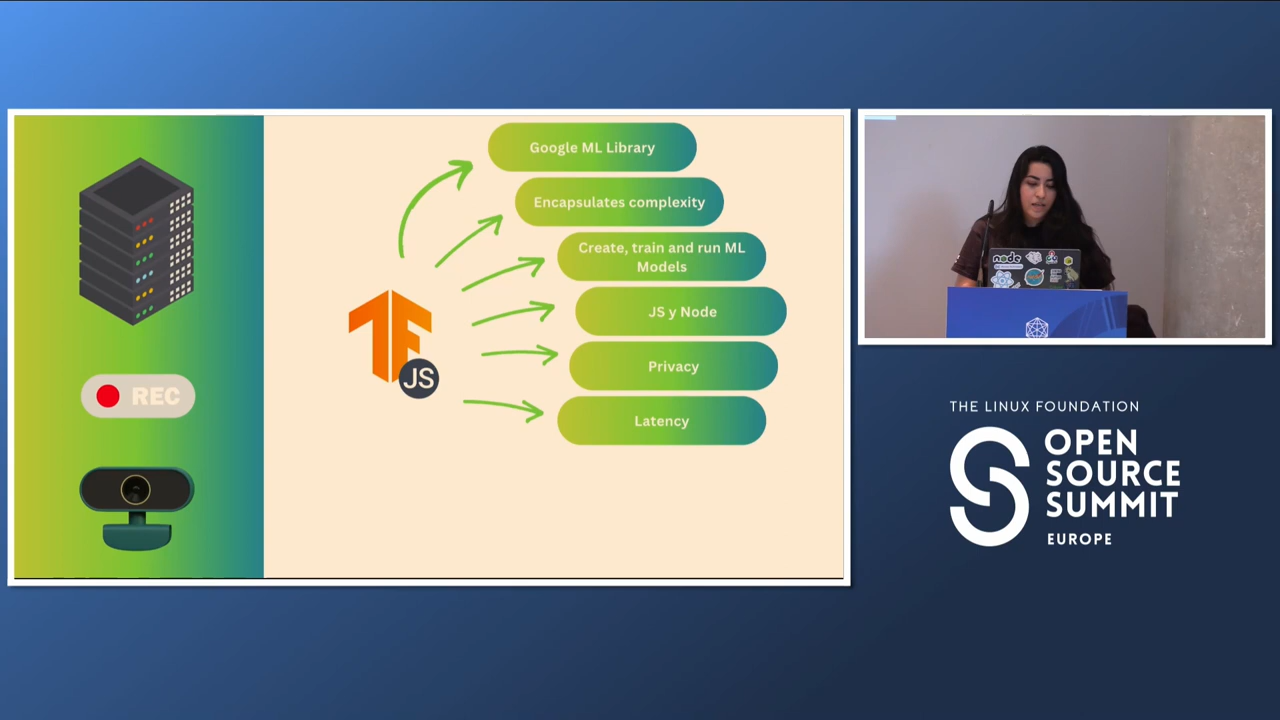 Google ML Library
Encapsulates complexity
Create, train and run ML
Models
JS y Node
Privacy
Latency
JS
REC
node
THE LINUX FOUNDATION
OPEN
SOURCE
SUMMIT
EUROPE